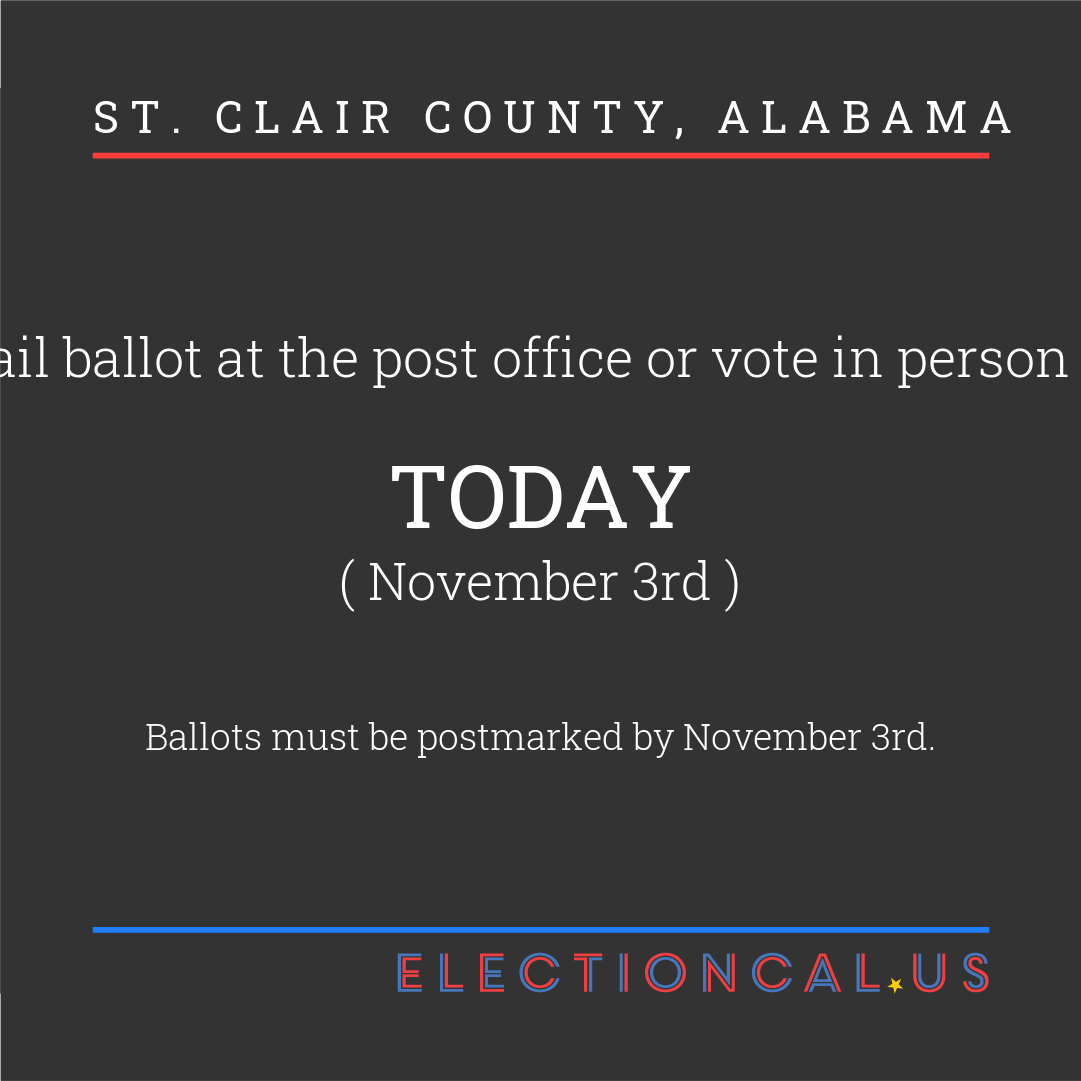 ST. CLAIR COUNTY, ALABAMA
ail ballot at the post office or vote in person
TODAY
( November 3rd )
Ballots must be postmarked by November 3rd.
ELECTIONCAL.US